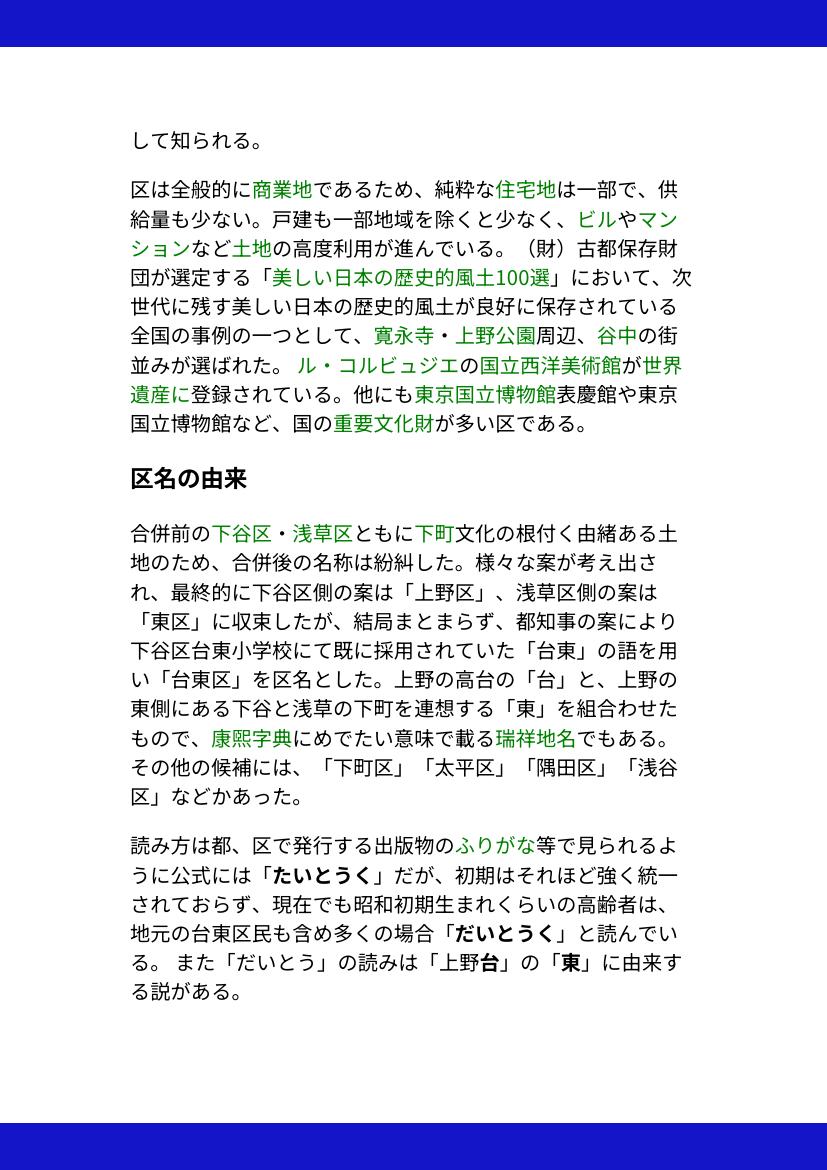 して知られる。
区は全般的に商業地であるため、純粋な住宅地は一部で、供
給量も少ない。戸建も一部地域を除くと少なく、ビルやマン
ションなど土地の高度利用が進んでいる。（財）古都保存財
団が選定する「美しい日本の歴史的風土100選」において、次
世代に残す美しい日本の歴史的風土が良好に保存されている
全国の事例の一つとして、寛永寺・上野公園周辺、谷中の街
並みが選ばれた。 ル・コルビュジエの国立西洋美術館が世界
遺産に登録されている。他にも東京国立博物館表慶館や東京
国立博物館など、国の重要文化財が多い区である。
区名の由来
合併前の下谷区・浅草区ともに下町文化の根付く由緒ある土
地のため、合併後の名称は紛糾した。様々な案が考え出さ
れ、最終的に下谷区側の案は「上野区」、浅草区側の案は
「東区」に収束したが、結局まとまらず、都知事の案により
下谷区台東小学校にて既に採用されていた「台東」の語を用
い「台東区」を区名とした。上野の高台の「台」と、上野の
東側にある下谷と浅草の下町を連想する「東」を組合わせた
もので、康熙字典にめでたい意味で載る瑞祥地名でもある。
その他の候補には、「下町区」「太平区」「隅田区」「浅谷
区」などかあった。
読み方は都、区で発行する出版物のふりがな等で見られるよ
うに公式には「たいとうく」だが、初期はそれほど強く統一
されておらず、現在でも昭和初期生まれくらいの高齢者は、
地元の台東区民も含め多くの場合「だいとうく」と読んでい
る。 また「だいとう」の読みは「上野台」の「東」に由来す
る説がある。